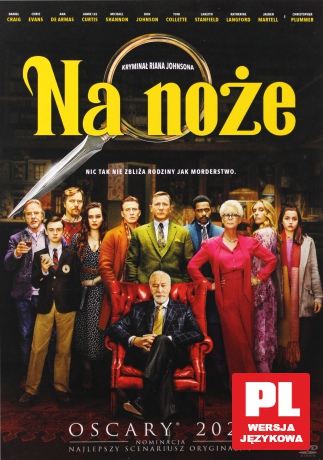 DANIEL CRAIG CHRIS EVANS ANA DE ARMAS JAMIE LEE CURTIS MICHAEL SHANNON DON JOHNSON TONI COLLETTE LAKEITH STANFIELD KATHERINE LANGFORD JAEDEN MARTELL I CHRISTOPHER PLUMMER
KRYMINAŁ RIANA JOHNSONA
Na noże
NIC TAK NIE ZBLIŻA RODZINY JAK MORDERSTWO.
PL
WERSJA
JĘZYKOWA
OSCARY® 202
NOMINACJA
NAJLEPSZY SCENARIUSZ ORYGINA